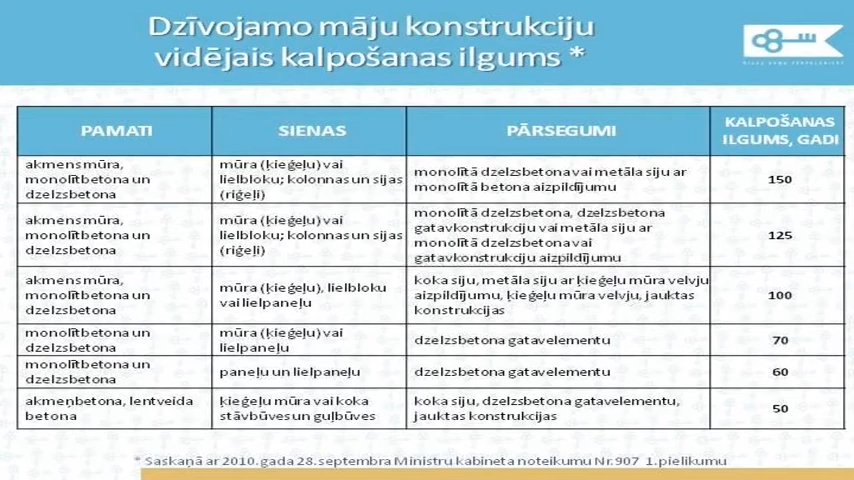 Dzīvojamo māju konstrukciju
vidējais kalpošanas ilgums *
PAMATI
SIENAS
PĀRSEGUMI
KALPOŠANAS
ILGUMS, GADI
akmens mūra,
monolītbetona un
dzelzsbetona
mūra (ķieģeļu) vai
lielbloku; kolonnas un sijas
(rīģeļi)
monolītā dzelzsbetona vai metāla siju ar
monolītā betona aizpildījumu
150
akmens mūra,
monolītbetona un
dzelzsbetona
mūra (ķieģeļu) vai
lielbloku; kolonnas un sijas
(rīģeļi)
monolītā dzelzsbetona, dzelzsbetona
gatavkonstrukciju vai metāla siju ar
monolītā dzelzsbetona vai
gatavkonstrukciju aizpildījumu
125
akmens mūra,
monolītbetona un
dzelzsbetona
mūra (ķieģeļu), lielbloku
vai lielpaneļu
koka siju, metāla siju ar ķieģeļu mūra velvju
aizpildījumu, ķieģeļu mūra velvju, jauktas
konstrukcijas
100
monolītbetona un
dzelzsbetona
mūra (ķieģeļu) vai
lielpaneļu
dzelzsbetona gatavelementu
70
monolītbetona un
dzelzsbetona
paneļu un lielpaneļu
dzelzsbetona gatavelementu
60
akmeņbetona, lentveida
betona
ķieģeļu mūra vai koka
stāvbūves un guļbūves
koka siju, dzelzsbetona gatavelementu,
jauktas konstrukcijas
50
* Saskaņā ar 2010.gada 28.septembra Ministru kabineta noteikumu Nr.907 1.pielikumu